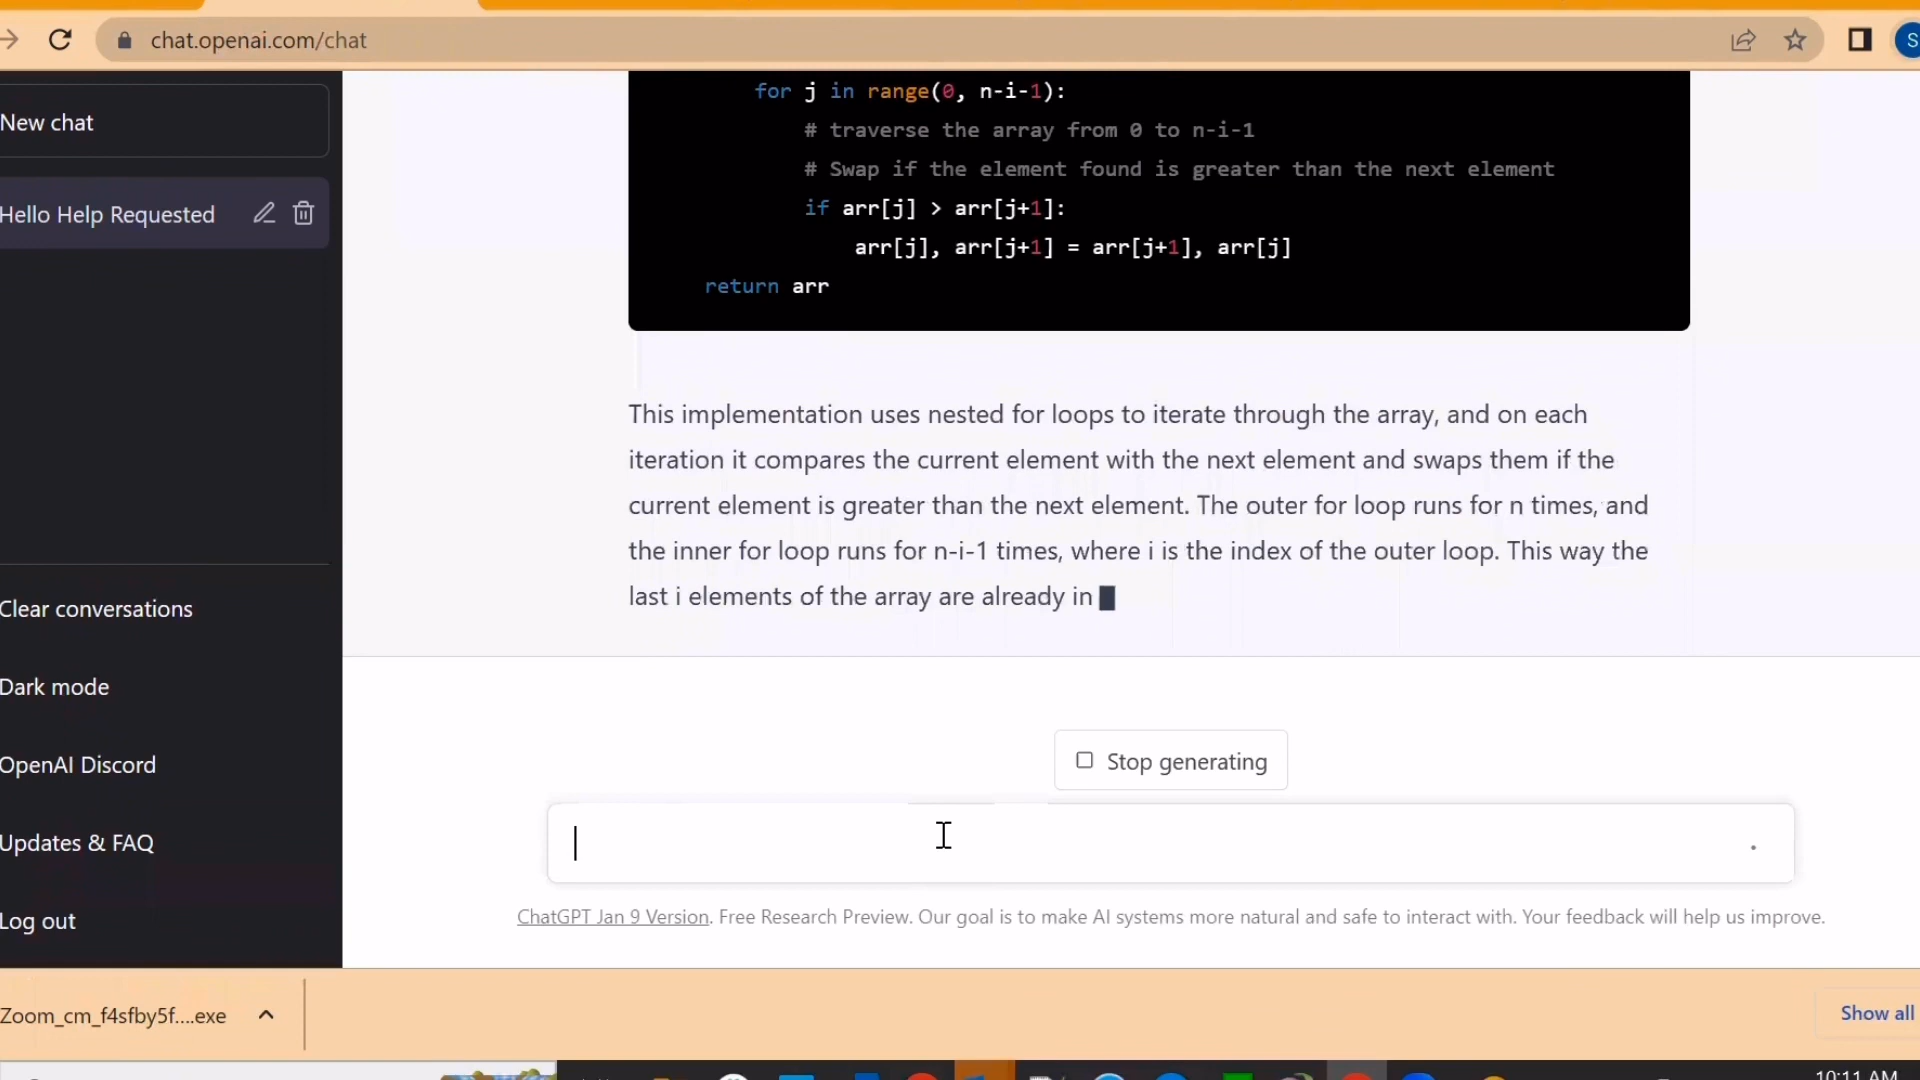 chat.openai.com/chat
S
New chat
Hello Help Requested
Clear conversations
Dark mode
OpenAI Discord
Updates & FAQ
Log out
for j in range(0, n-i-1):
# traverse the array from 0 to n-i-1
# Swap if the element found is greater than the next element
if arr[j] > arr[j+1]:
arr[j], arr[j+1] = arr[j+1], arr[j]
return arr
This implementation uses nested for loops to iterate through the array, and on each
iteration it compares the current element with the next element and swaps them if the
current element is greater than the next element. The outer for loop runs for n times, and
the inner for loop runs for n-i-1 times, where i is the index of the outer loop. This way the
last i elements of the array are already in
Stop generating
ChatGPT Jan 9 Version. Free Research Preview. Our goal is to make AI systems more natural and safe to interact with. Your feedback will help us improve.
Zoom_cm_f4sfby5f....exe
Show all
10:11 AM